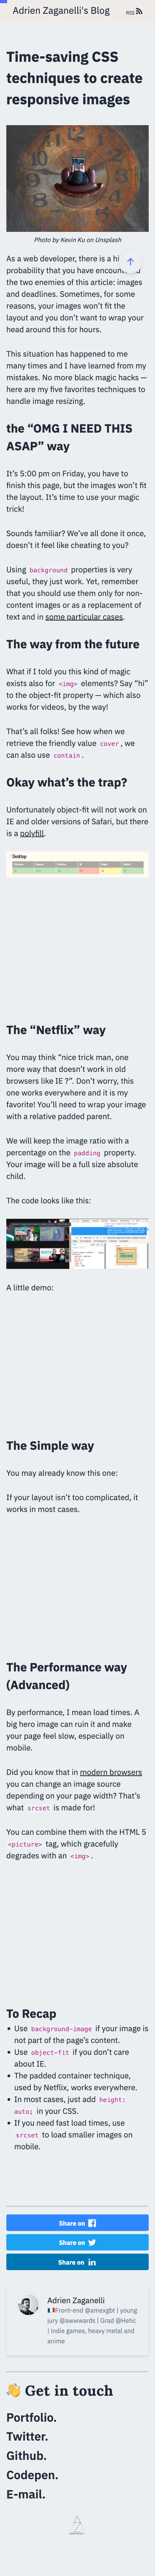 Adrien Zaganelli's Blog
RSS
Time-saving CSS
techniques to create
responsive images
Photo by Kevin Ku on Unsplash
As a web developer, there is a hi
probability that you have encou
the two enemies of this article: images
and deadlines. Sometimes, for some
reasons, your images won't fit the
layout and you don't want to wrap your
head around this for hours.
This situation has happened to me
many times and I have learned from my
mistakes. No more black magic hacks —
here are my five favorites techniques to
handle image resizing.
the “OMG I NEED THIS
ASAP” way
It’s 5:00 pm on Friday, you have to
finish this page, but the images won’t fit
the layout. It’s time to use your magic
trick!
Sounds familiar? We’ve all done it once,
doesn’t it feel like cheating to you?
Using background properties is very
useful, they just work. Yet, remember
that you should use them only for non-
content images or as a replacement of
text and in some particular cases.
The way from the future
What if I told you this kind of magic
exists also for <img> elements? Say “hi”
to the object-fit property — which also
works for videos, by the way!
That’s all folks! See how when we
retrieve the friendly value cover, we
can also use contain.
Okay what’s the trap?
Unfortunately object-fit will not work on
IE and older versions of Safari, but there
is a polyfill.
Desktop
The “Netflix” way
You may think “nice trick man, one
more way that doesn’t work in old
browsers like IE ?”. Don’t worry, this
one works everywhere and it is my
favorite! You’ll need to wrap your image
with a relative padded parent.
We will keep the image ratio with a
percentage on the padding property.
Your image will be a full size absolute
child.
The code looks like this:
A little demo:
The Simple way
You may already know this one:
If your layout isn’t too complicated, it
works in most cases.
The Performance way
(Advanced)
By performance, I mean load times. A
big hero image can ruin it and make
your page feel slow, especially on
mobile.
Did you know that in modern browsers
you can change an image source
depending on your page width? That’s
what srcset is made for!
You can combine them with the HTML 5
<picture> tag, which gracefully
degrades with an <img>.
To Recap
• Use background-image if your image is
not part of the page’s content.
• Use object-fit if you don’t care
about IE.
• The padded container technique,
used by Netflix, works everywhere.
• In most cases, just add height:
auto; in your CSS.
• If you need fast load times, use
srcset to load smaller images on
mobile.
Share on
Share on
Share on
Adrien Zaganelli
🇫🇷Front-end @ameagbt | young
jury @awwwards | Grad @Hetic
| indie games, heavy metal and
anime
👋 Get in touch
Portfolio.
Twitter.
Github.
Codepen.
E-mail.